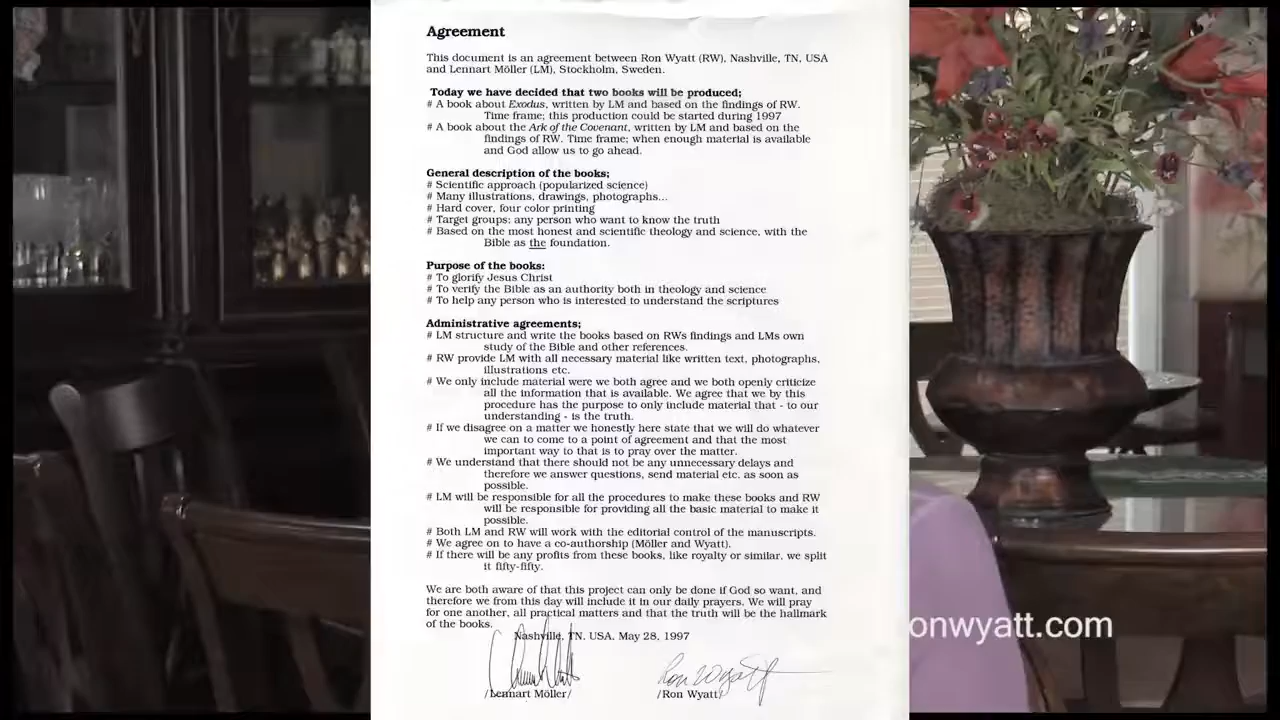 Agreement
This document is an agreement between Ron Wyatt (RW), Nashville, TN, USA
and Lennart Möller (LM), Stockholm, Sweden.
Today we have decided that two books will be produced;
# A book about Exodus, written by LM and based on the findings of RW.
Time frame; this production could be started during 1997
# A book about the Ark of the Covenant, written by LM and based on the
findings of RW. Time frame; when enough material is available
and God allow us to go ahead.
General description of the books;
# Scientific approach (popularized science)
# Many illustrations, drawings, photographs...
# Hard cover, four color printing
# Target groups: any person who want to know the truth
# Based on the most honest and scientific theology and science, with the
Bible as the foundation.
Purpose of the books:
# To glorify Jesus Christ
# To verify the Bible as an authority both in theology and science
# To help any person who is interested to understand the scriptures
Administrative agreements;
# LM structure and write the books based on RWs findings and LMs own
study of the Bible and other references.
# RW provide LM with all necessary material like written text, photographs,
illustrations etc.
# We only include material were we both agree and we both openly criticize
all the information that is available. We agree that we by this
procedure has the purpose to only include material that - to our
understanding - is the truth.
# If we disagree on a matter we honestly here state that we will do whatever
we can to come to a point of agreement and that the most
important way to that is to pray over the matter.
# We understand that there should not be any unnecessary delays and
therefore we answer questions, send material etc. as soon as
possible.
# LM will be responsible for all the procedures to make these books and RW
will be responsible for providing all the basic material to make it
possible.
# Both LM and RW will work with the editorial control of the manuscripts.
# We agree on to have a co-authorship (Möller and Wyatt).
# If there will be any profits from these books, like royalty or similar, we split
it fifty-fifty.
We are both aware of that this project can only be done if God so want, and
therefore we from this day will include it in our daily prayers. We will pray
for one another, all practical matters and that the truth will be the hallmark
of the books.
Nashville, TN. USA. May 28, 1997
Ron Wyatt
/Lennart Möller/
/Ron Wyatt/
onwyatt.com